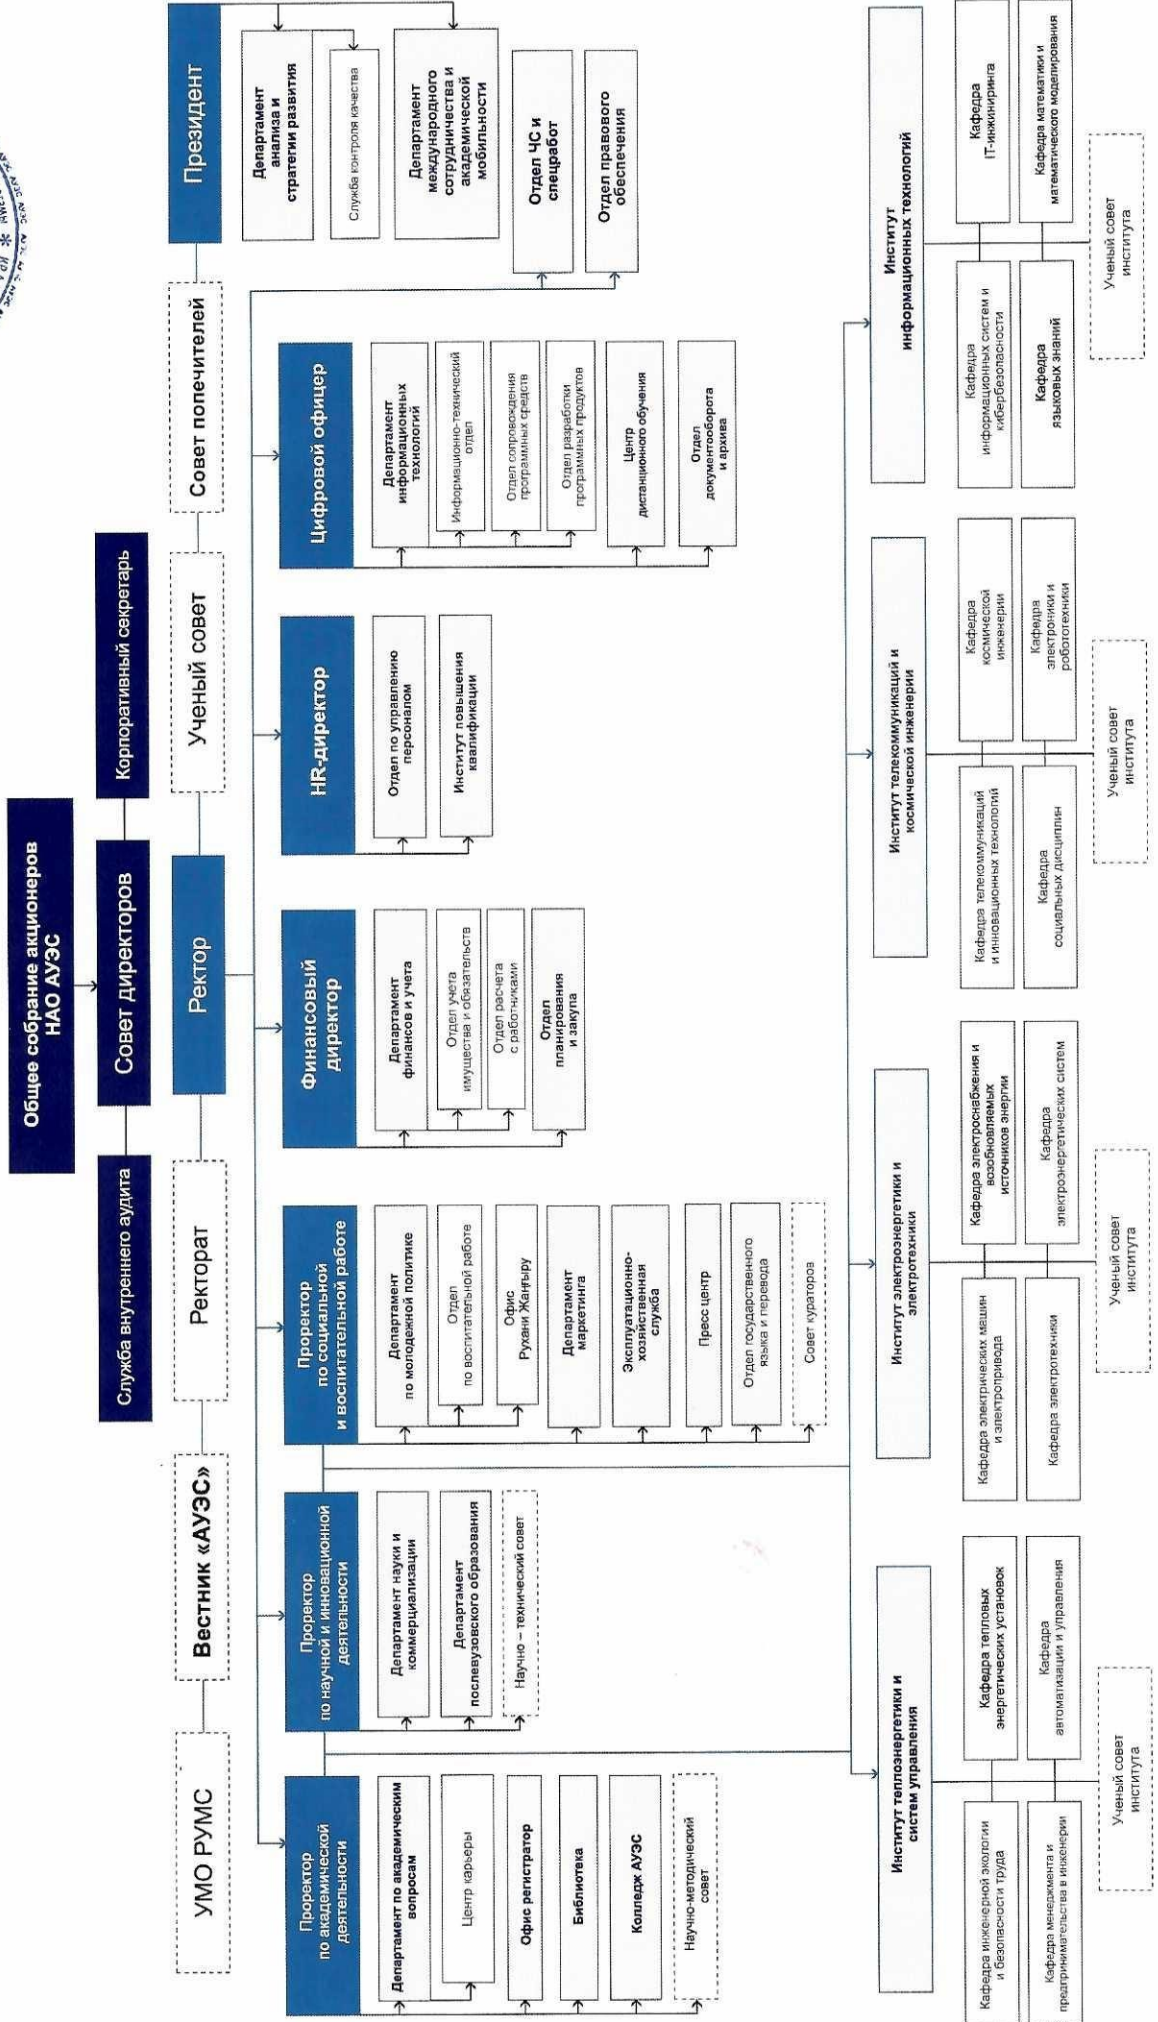 Общее собрание акционеров
НАО АУЭС
Служба внутреннего аудита
Совет директоров
Корпоративный секретарь
УМО РУМС
Вестник «АУЭС»
Ректорат
Ректор
Ученый совет
Совет попечителей
Президент
Департамент
анализа и
стратегии развития
Служба контроля качества
Департамент
международного
сотрудничества и
академической
мобильности
Отдел ЧС и
спецработ
Отдел правового
обеспечения
Проректор
по академической
деятельности
Департамент по академическим
вопросам
Центр карьеры
Офис регистратор
Библиотека
Колледж АУЭС
Научно-методический
совет
Проректор
по научной и инновационной
деятельности
Департамент науки и
коммерциализации
Департамент
послевузовского образования
Научно – технический совет
Проректор
по социальной
и воспитательной работе
Департамент
по молодежной политике
Отдел
по воспитательной работе
Офис
Рухани Жаңғыру
Департамент
маркетинга
Эксплуатационно-
хозяйственная
служба
Пресс центр
Отдел государственного
языка и перевода
Совет кураторов
Финансовый
директор
Департамент
финансов и учета
Отдел учета
имущества и обязательств
Отдел расчета
с работниками
Отдел
планирования
и закупа
HR-директор
Отдел по управлению
персоналом
Институт повышения
квалификации
Цифровой офицер
Департамент
информационных
технологий
Информационно-технический
отдел
Отдел сопровождения
программных средств
Отдел разработки
программных продуктов
Центр
дистанционного обучения
Отдел
документооборота
и архива
Институт теплоэнергетики и
систем управления
Кафедра инженерной экологии
и безопасности труда
Кафедра тепловых
энергетических установок
Кафедра менеджмента и
предпринимательства в инженерии
Кафедра
автоматизации и управления
Ученый совет
института
Институт электроэнергетики и
электротехники
Кафедра электрических машин
и электропривода
Кафедра электроснабжения и
возобновляемых
источников энергии
Кафедра электротехники
Кафедра
электроэнергетических систем
Ученый совет
института
Институт телекоммуникаций и
космической инженерии
Кафедра телекоммуникаций
и инновационных технологий
Кафедра
космической
инженерии
Кафедра
социальных дисциплин
Кафедра
электроники и
робототехники
Ученый совет
института
Институт
информационных технологий
Кафедра
информационных систем и
кибербезопасности
Кафедра
IT-инжиниринга
Кафедра
языковых знаний
Кафедра математики и
математического моделирования
Ученый совет
института